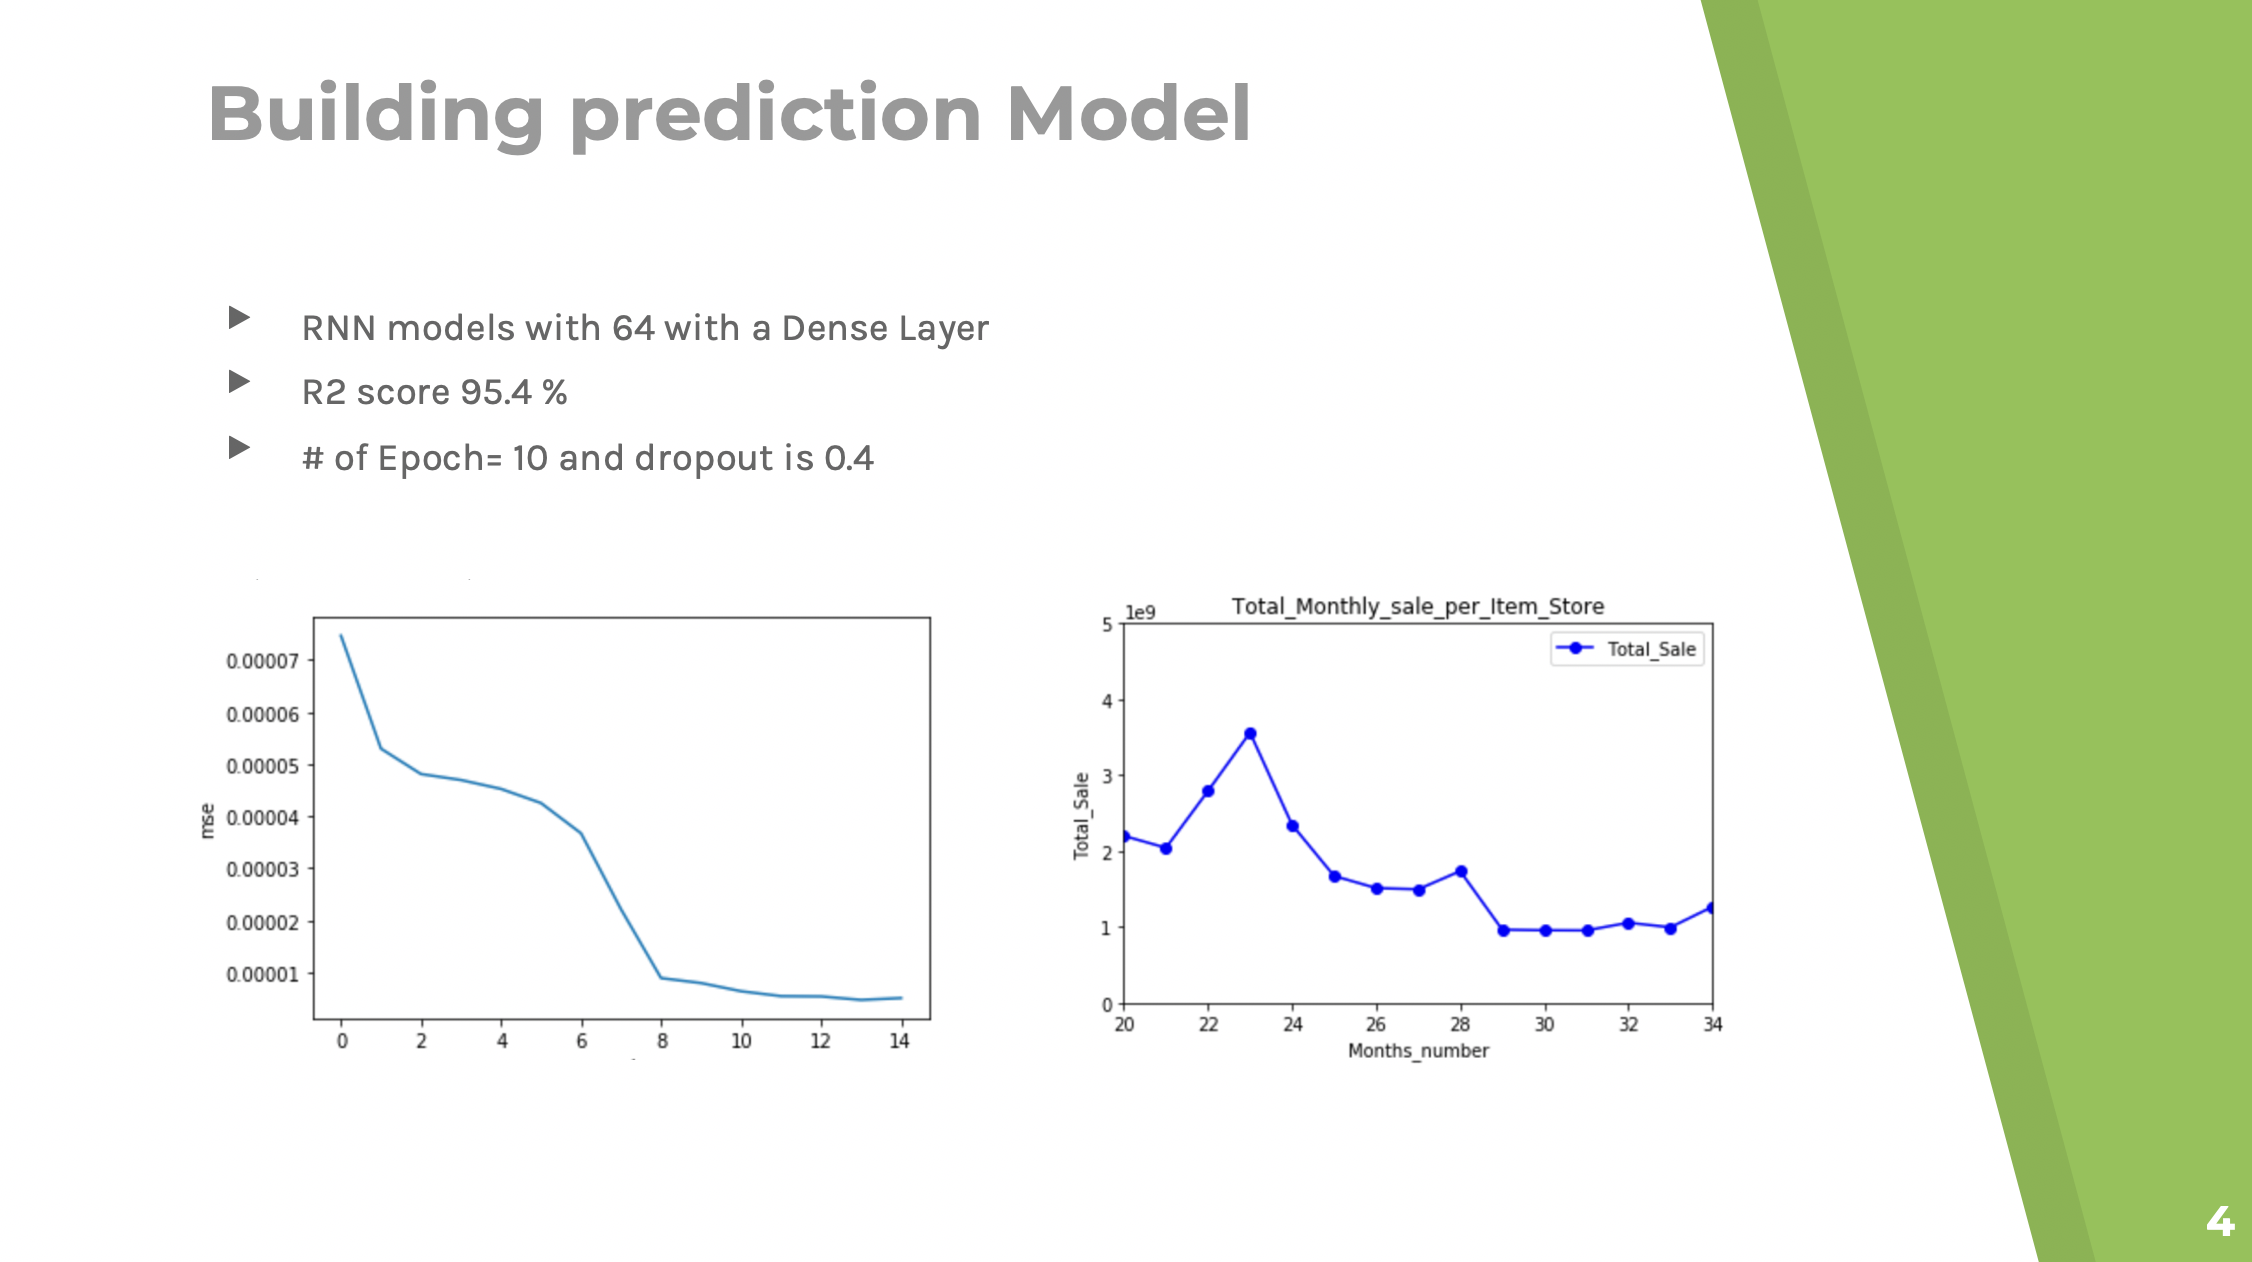 Building prediction Model
RNN models with 64 with a Dense Layer
R2 score 95.4 %
# of Epoch= 10 and dropout is 0.4
0.00007
0.00006
0.00005
0.00004
0.00003
0.00002
0.00001
mse
0 2 4 6 8 10 12 14
Total_Monthly_sale_per_Item_Store
1e9
Total_Sale
5
4
3
2
1
0
Total_Sale
20 22 24 26 28 30 32 34
Months_number
4